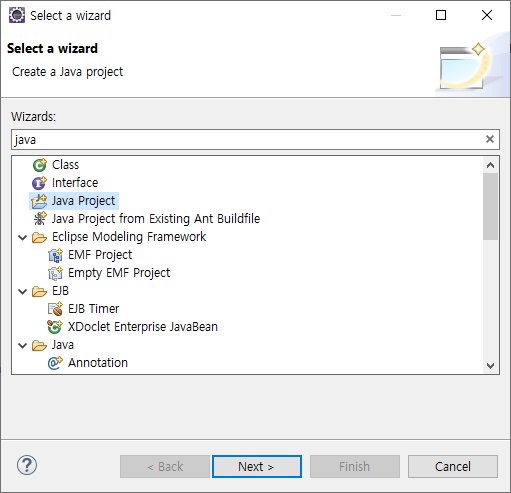 Select a wizard
Select a wizard
Create a Java project
Wizards:
java
Class
Interface
Java Project
Java Project from Existing Ant Buildfile
Eclipse Modeling Framework
EMF Project
Empty EMF Project
EJB
EJB Timer
XDoclet Enterprise JavaBean
Java
Annotation
< Back Next > Finish Cancel